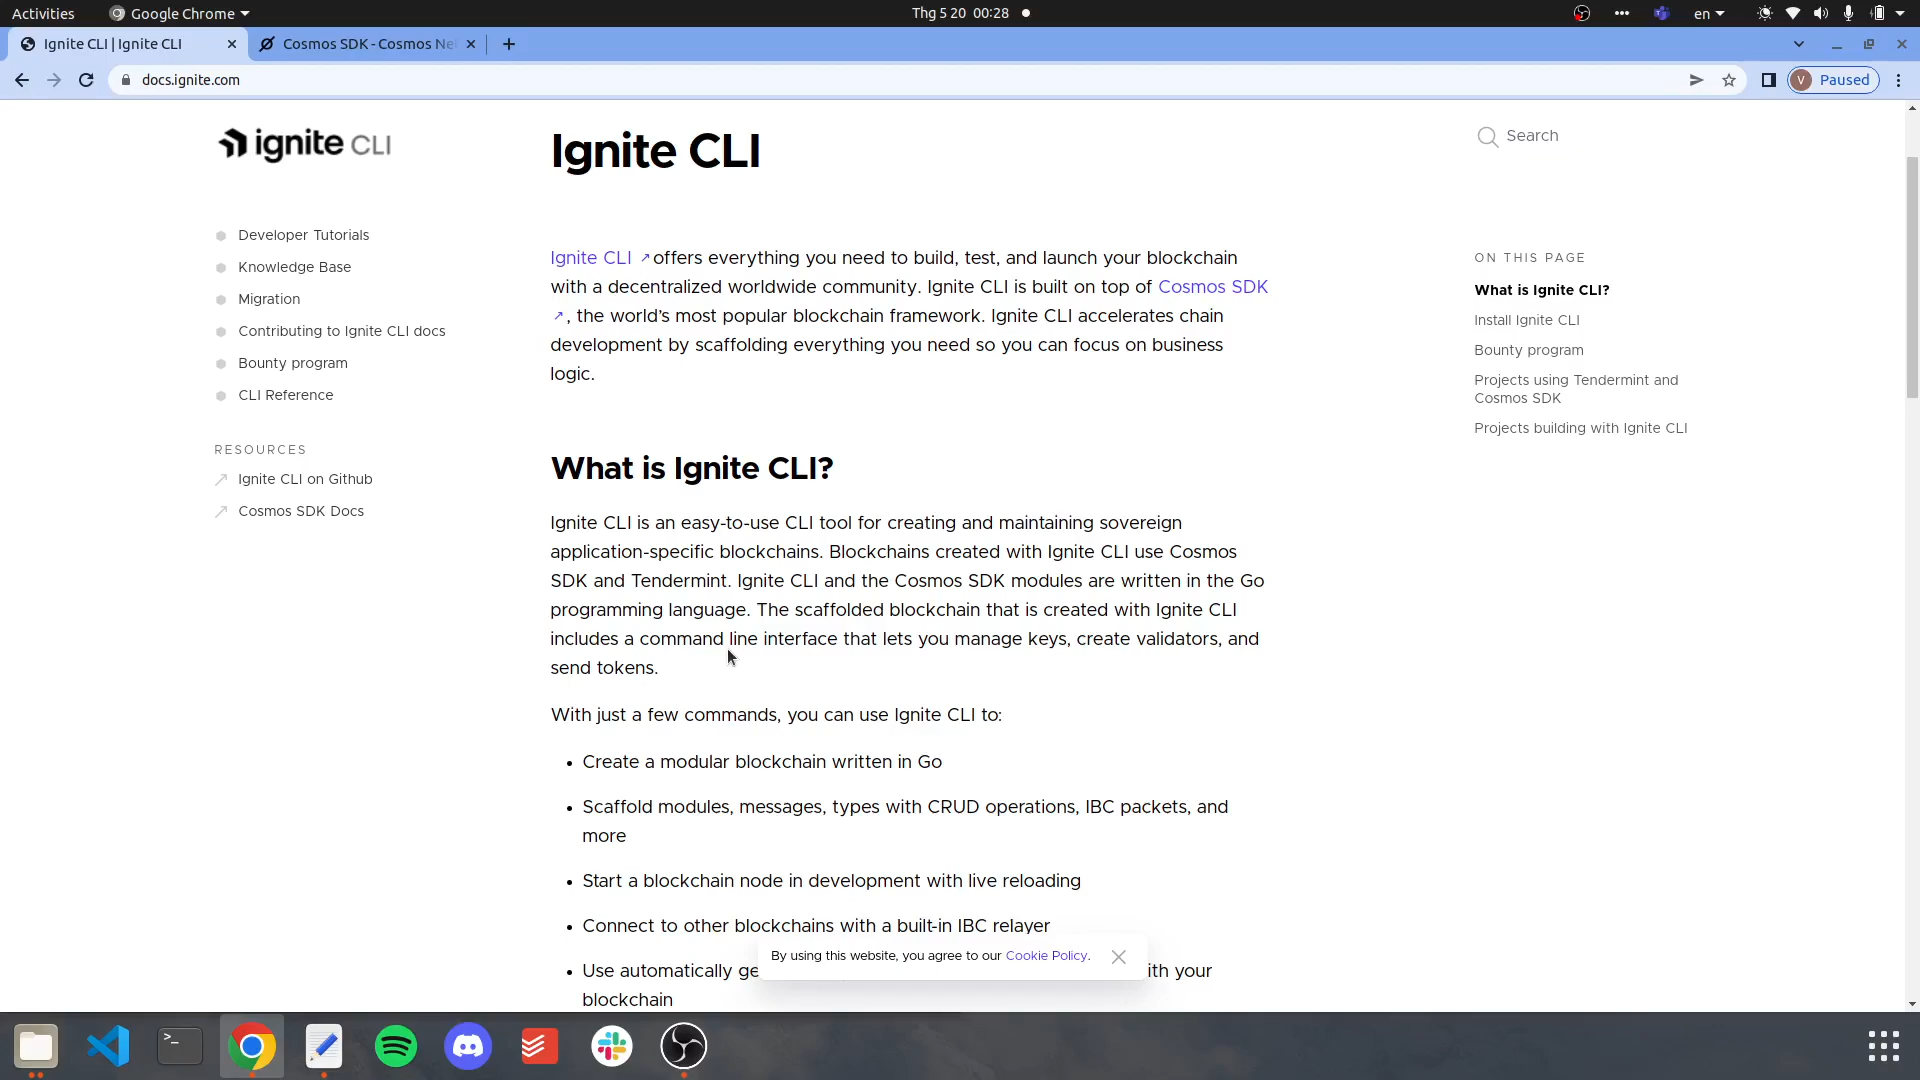 Activities
Google Chrome
Thg 5 20 00:28
en
Ignite CLI | Ignite CLI
Cosmos SDK - Cosmos Ne
docs.ignite.com
V
Paused
ignite CLI
Developer Tutorials
Knowledge Base
Migration
Contributing to Ignite CLI docs
Bounty program
CLI Reference
RESOURCES
Ignite CLI on Github
Cosmos SDK Docs
Ignite CLI
Ignite CLI ↗ offers everything you need to build, test, and launch your blockchain
with a decentralized worldwide community. Ignite CLI is built on top of Cosmos SDK
↗, the world's most popular blockchain framework. Ignite CLI accelerates chain
development by scaffolding everything you need so you can focus on business
logic.
What is Ignite CLI?
Ignite CLI is an easy-to-use CLI tool for creating and maintaining sovereign
application-specific blockchains. Blockchains created with Ignite CLI use Cosmos
SDK and Tendermint. Ignite CLI and the Cosmos SDK modules are written in the Go
programming language. The scaffolded blockchain that is created with Ignite CLI
includes a command line interface that lets you manage keys, create validators, and
send tokens.
With just a few commands, you can use Ignite CLI to:
• Create a modular blockchain written in Go
• Scaffold modules, messages, types with CRUD operations, IBC packets, and
more
• Start a blockchain node in development with live reloading
• Connect to other blockchains with a built-in IBC relayer
• Use automatically ge
ith your
blockchain
By using this website, you agree to our Cookie Policy.
Search
ON THIS PAGE
What is Ignite CLI?
Install Ignite CLI
Bounty program
Projects using Tendermint and
Cosmos SDK
Projects building with Ignite CLI